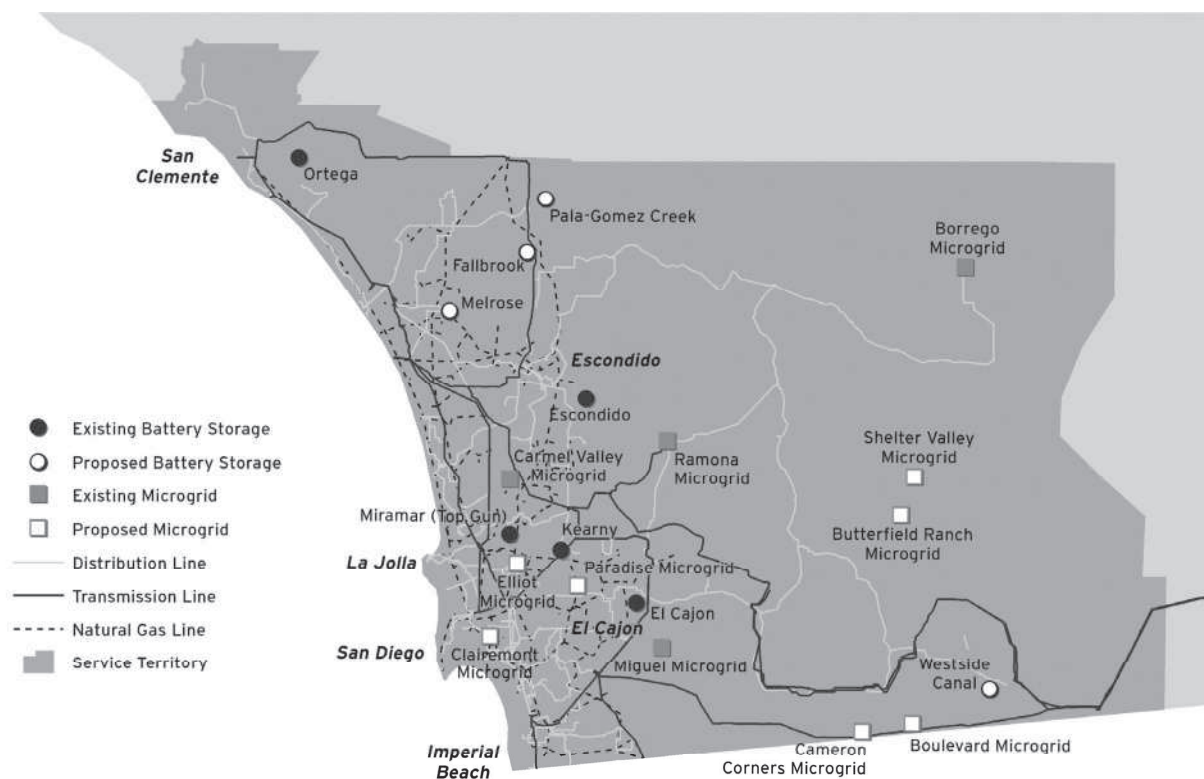 San
Clemente
Ortega
Pala-Gomez Creek
Borrego
Microgrid
Fallbrook
Melrose
Escondido
Escondido
Existing Battery Storage
Proposed Battery Storage
Existing Microgrid
Proposed Microgrid
Distribution Line
Transmission Line
Natural Gas Line
Service Territory
Carmel Valley
Microgrid
Ramona
Microgrid
Shelter Valley
Microgrid
Butterfield Ranch
Microgrid
Miramar (Top Gun)
Kearny
La Jolla
Elliot
Microgrid
Paradise Microgrid
El Cajon
El Cajon
San Diego
Clairemont
Microgrid
Miguel Microgrid
Westside
Canal
Imperial
Beach
Cameron
Corners Microgrid
Boulevard Microgrid